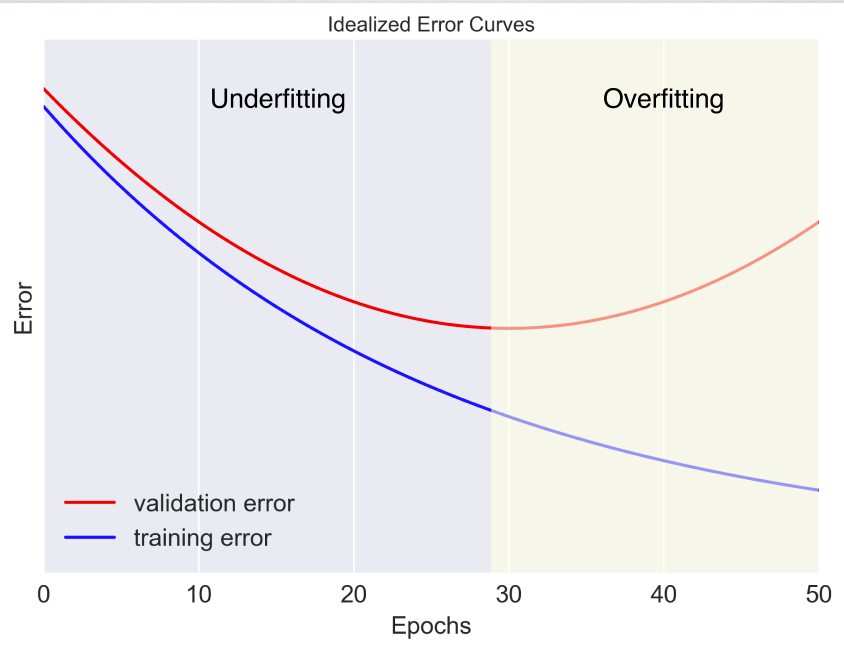 Idealized Error Curves
Underfitting
Overfitting
Error
validation error
training error
0 10 20 30 40 50
Epochs